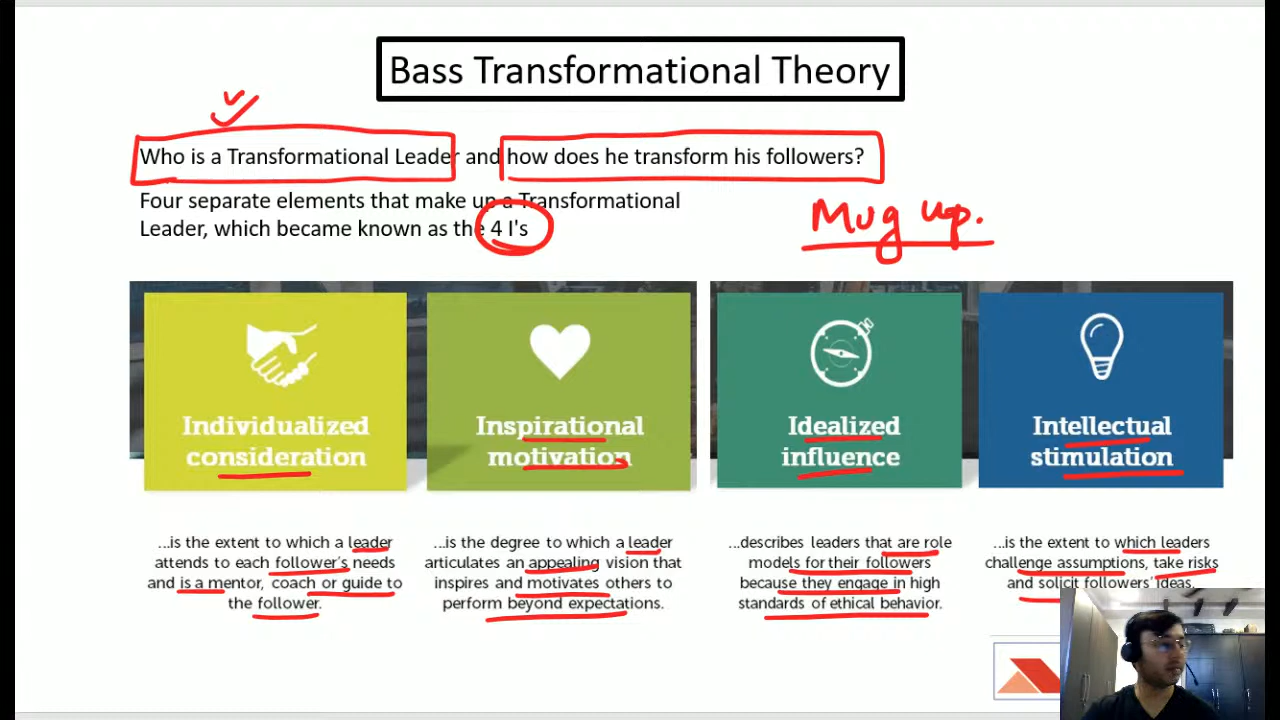 Bass Transformational Theory
Who is a Transformational Leader and how does he transform his followers?
Four separate elements that make up a Transformational
Leader, which became known as the 4 I's
Mug up.
Individualized
consideration
...is the extent to which a leader
attends to each follower's needs
and is a mentor, coach or guide to
the follower.
Inspirational
motivation
...is the degree to which a leader
articulates an appealing vision that
inspires and motivates others to
perform beyond expectations.
Idealized
influence
...describes leaders that are role
models for their followers
because they engage in high
standards of ethical behavior.
Intellectual
stimulation
...is the extent to which leaders
challenge assumptions, take risks
and solicit followers' ideas.